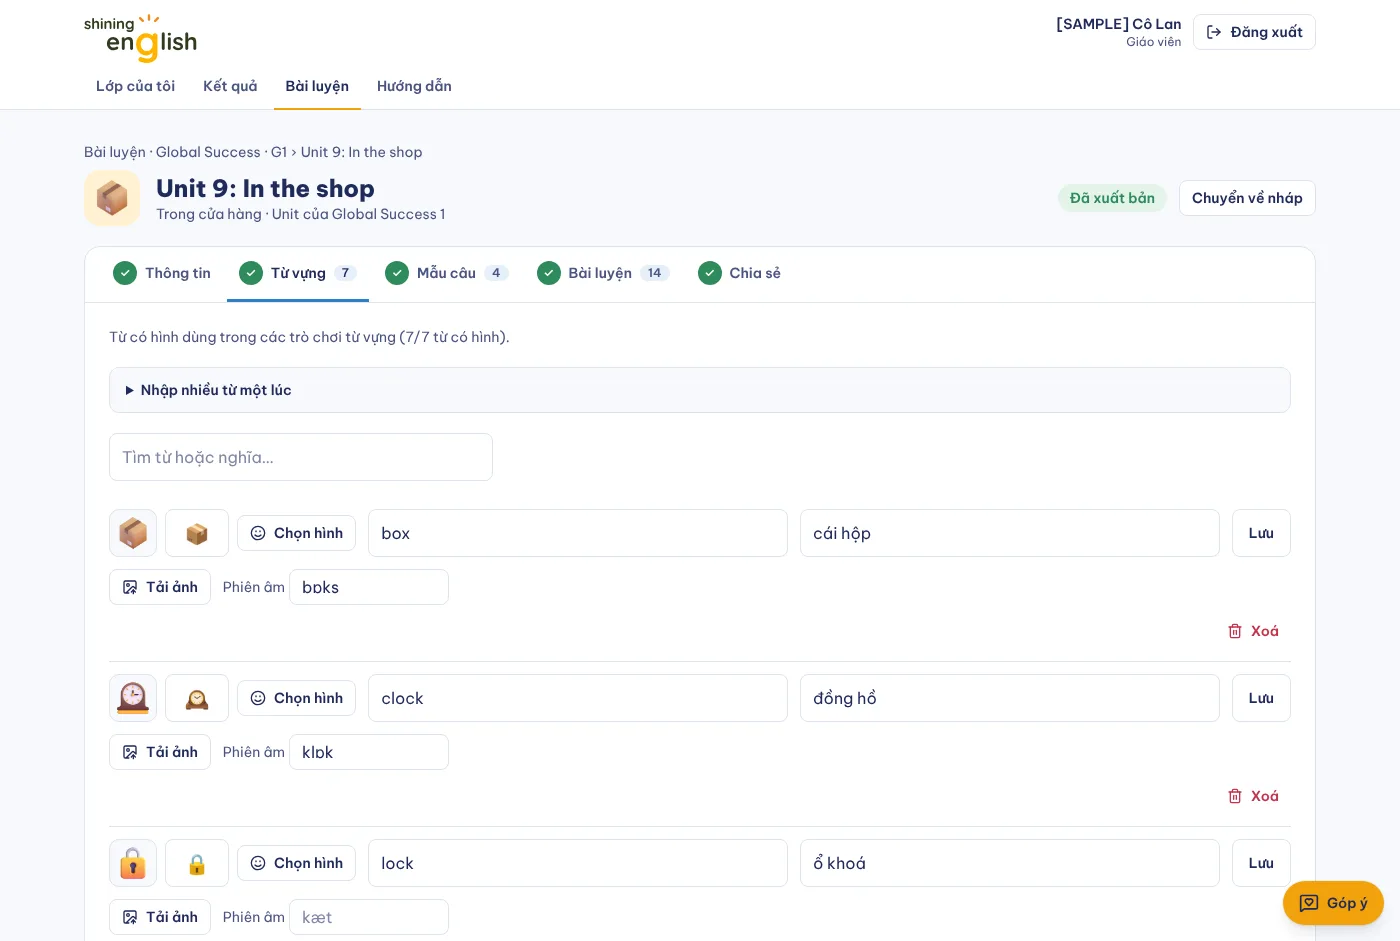 shining
english
[SAMPLE] Cô Lan
Giáo viên
Đăng xuất
Lớp của tôi
Kết quả
Bài luyện
Hướng dẫn
Bài luyện · Global Success · G1 › Unit 9: In the shop
Unit 9: In the shop
Trong cửa hàng · Unit của Global Success 1
Đã xuất bản
Chuyển về nháp
Thông tin
Từ vựng 7
Mẫu câu 4
Bài luyện 14
Chia sẻ
Từ có hình dùng trong các trò chơi từ vựng (7/7 từ có hình).
Nhập nhiều từ một lúc
Tìm từ hoặc nghĩa...
Chọn hình
box
cái hộp
Lưu
Tải ảnh
Phiên âm
bɒks
Xoá
Chọn hình
clock
đồng hồ
Lưu
Tải ảnh
Phiên âm
klɒk
Xoá
Chọn hình
lock
ổ khoá
Lưu
Tải ảnh
Phiên âm
kæt
Góp ý